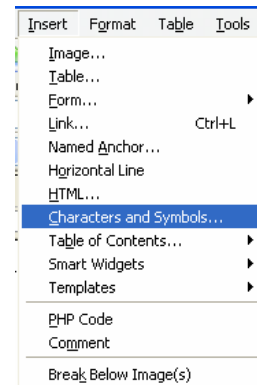 Insert Format Table Tools
Image...
Table...
Form...
Link... Ctrl+L
Named Anchor...
Horizontal Line
HTML...
Characters and Symbols...
Table of Contents...
Smart Widgets
Templates
PHP Code
Comment
Break Below Image(s)